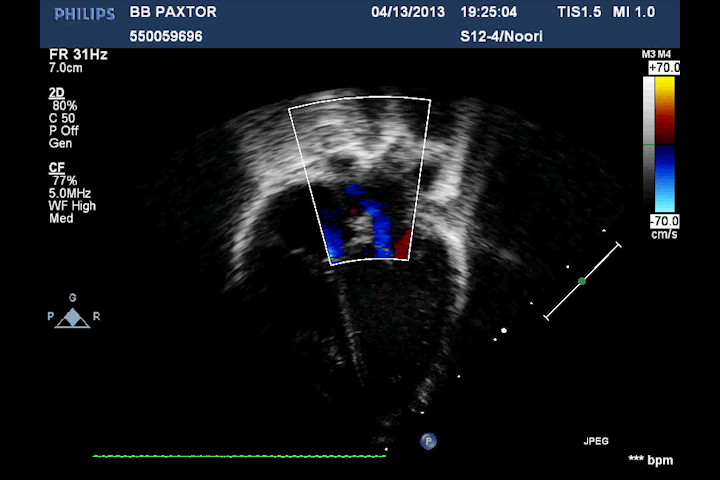 PHILIPS BB PAXTOR 04/13/2013 19:25:04 TIS1.5 MI 1.0
550059696 S12-4/Noori
FR 31Hz
7.0cm
M3 M4
+70.0
2D
80%
C 50
P Off
Gen
CF
77%
5.0MHz
WF High
Med
-70.0
cm/s
G
P R
P
JPEG
*** bpm